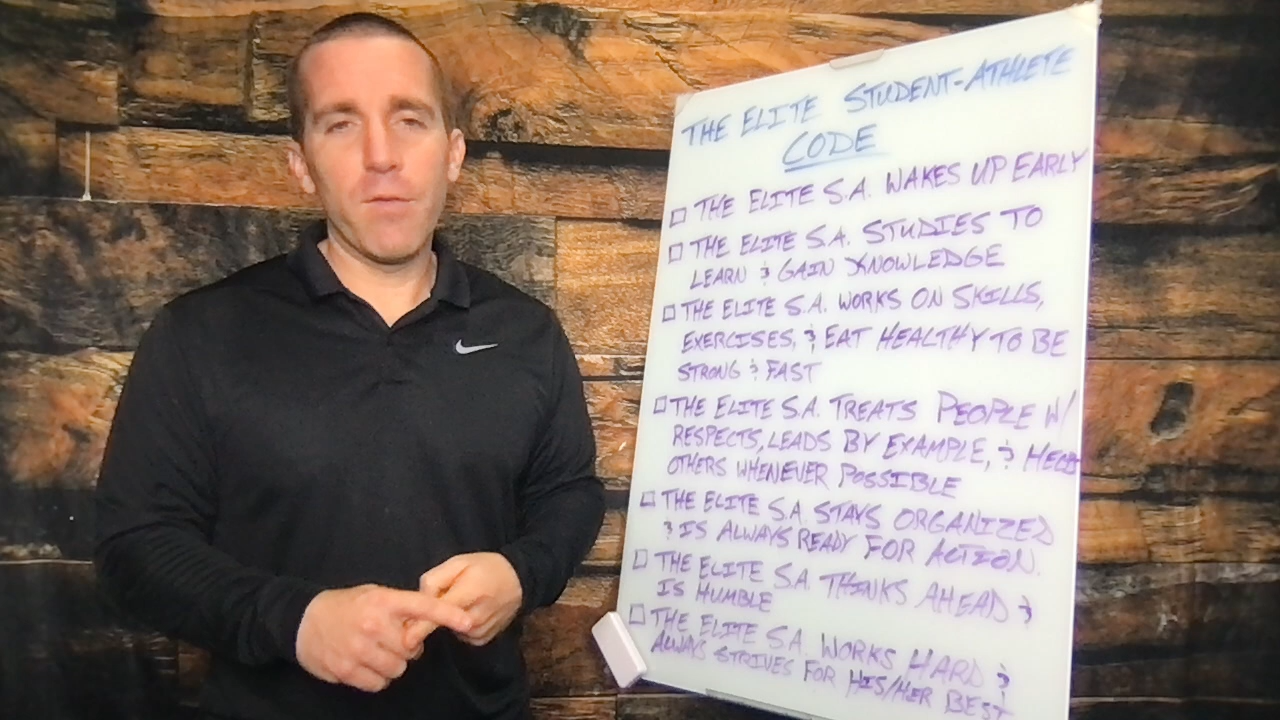 THE ELITE STUDENT-ATHLETE
CODE
THE ELITE S.A. WAKES UP EARLY
THE ELITE S.A. STUDIES TO
LEARN & GAIN KNOWLEDGE
THE ELITE S.A. WORKS ON SKILLS,
EXERCISES, & EAT HEALTHY TO BE
STRONG & FAST
THE ELITE S.A. TREATS PEOPLE W/
RESPECTS, LEADS BY EXAMPLE, & HELPS
OTHERS WHENEVER POSSIBLE
THE ELITE S.A. STAYS ORGANIZED
& IS ALWAYS READY FOR ACTION.
THE ELITE S.A. THINKS AHEAD &
IS HUMBLE
THE ELITE S.A. WORKS HARD &
ALWAYS STRIVES FOR HIS/HER BEST